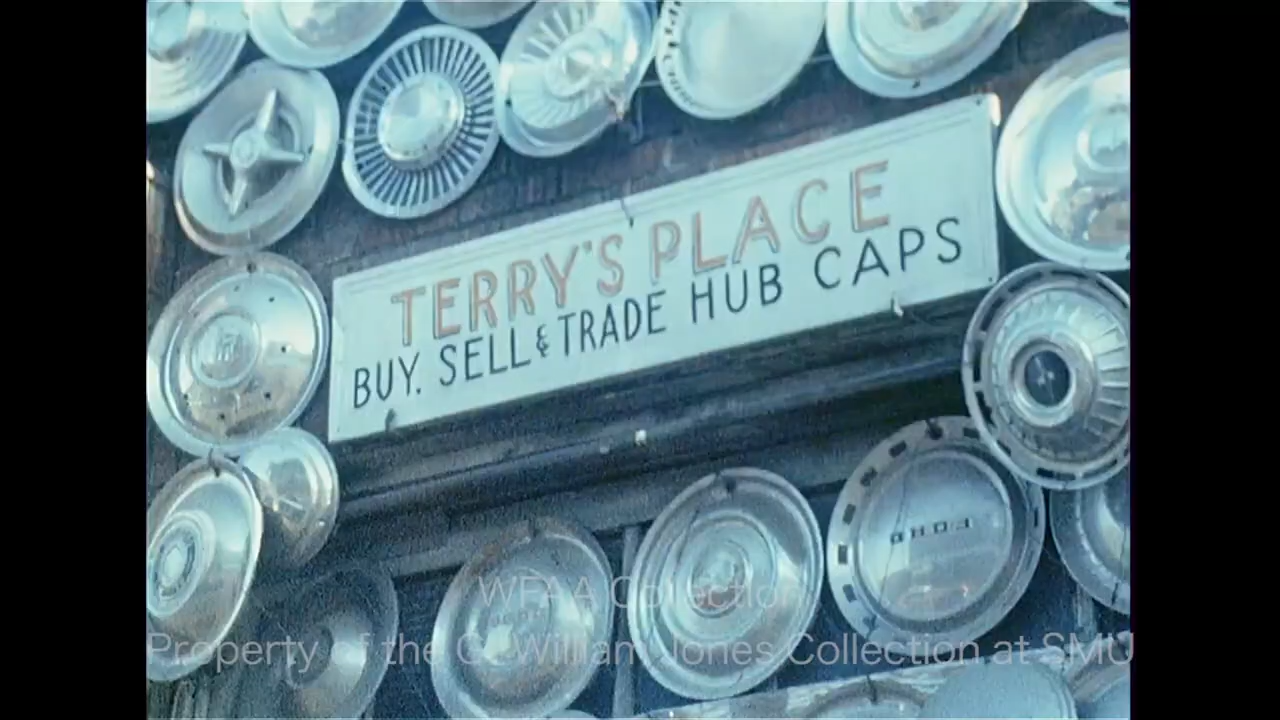 TERRY'S PLACE
BUY. SELL & TRADE HUB CAPS
FORD
WFAA Collection
Property of the G. William Jones Collection at SMU